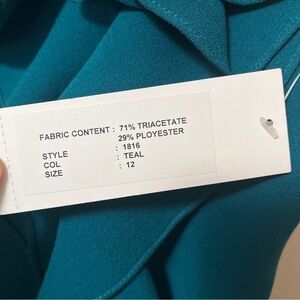 FABRIC CONTENT : 71% TRIACETATE
29% PLOYESTER
STYLE : 1816
COL : TEAL
SIZE : 12